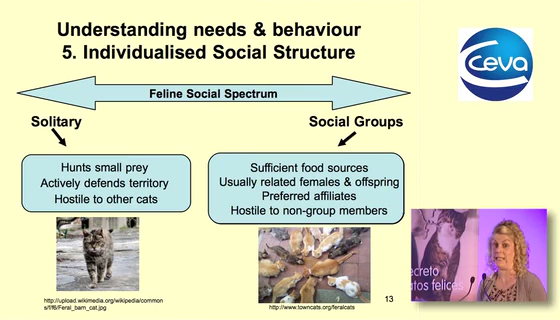 Understanding needs & behaviour
5. Individualised Social Structure
Ceva
Feline Social Spectrum
Solitary
Social Groups
Hunts small prey
Actively defends territory
Hostile to other cats
Sufficient food sources
Usually related females & offspring
Preferred affiliates
Hostile to non-group members
ecreto
atos felices
http://upload.wikimedia.org/wikipedia/common
s/f/f6/Feral_barn_cat.jpg
http://www.towncats.org/feralcats
13